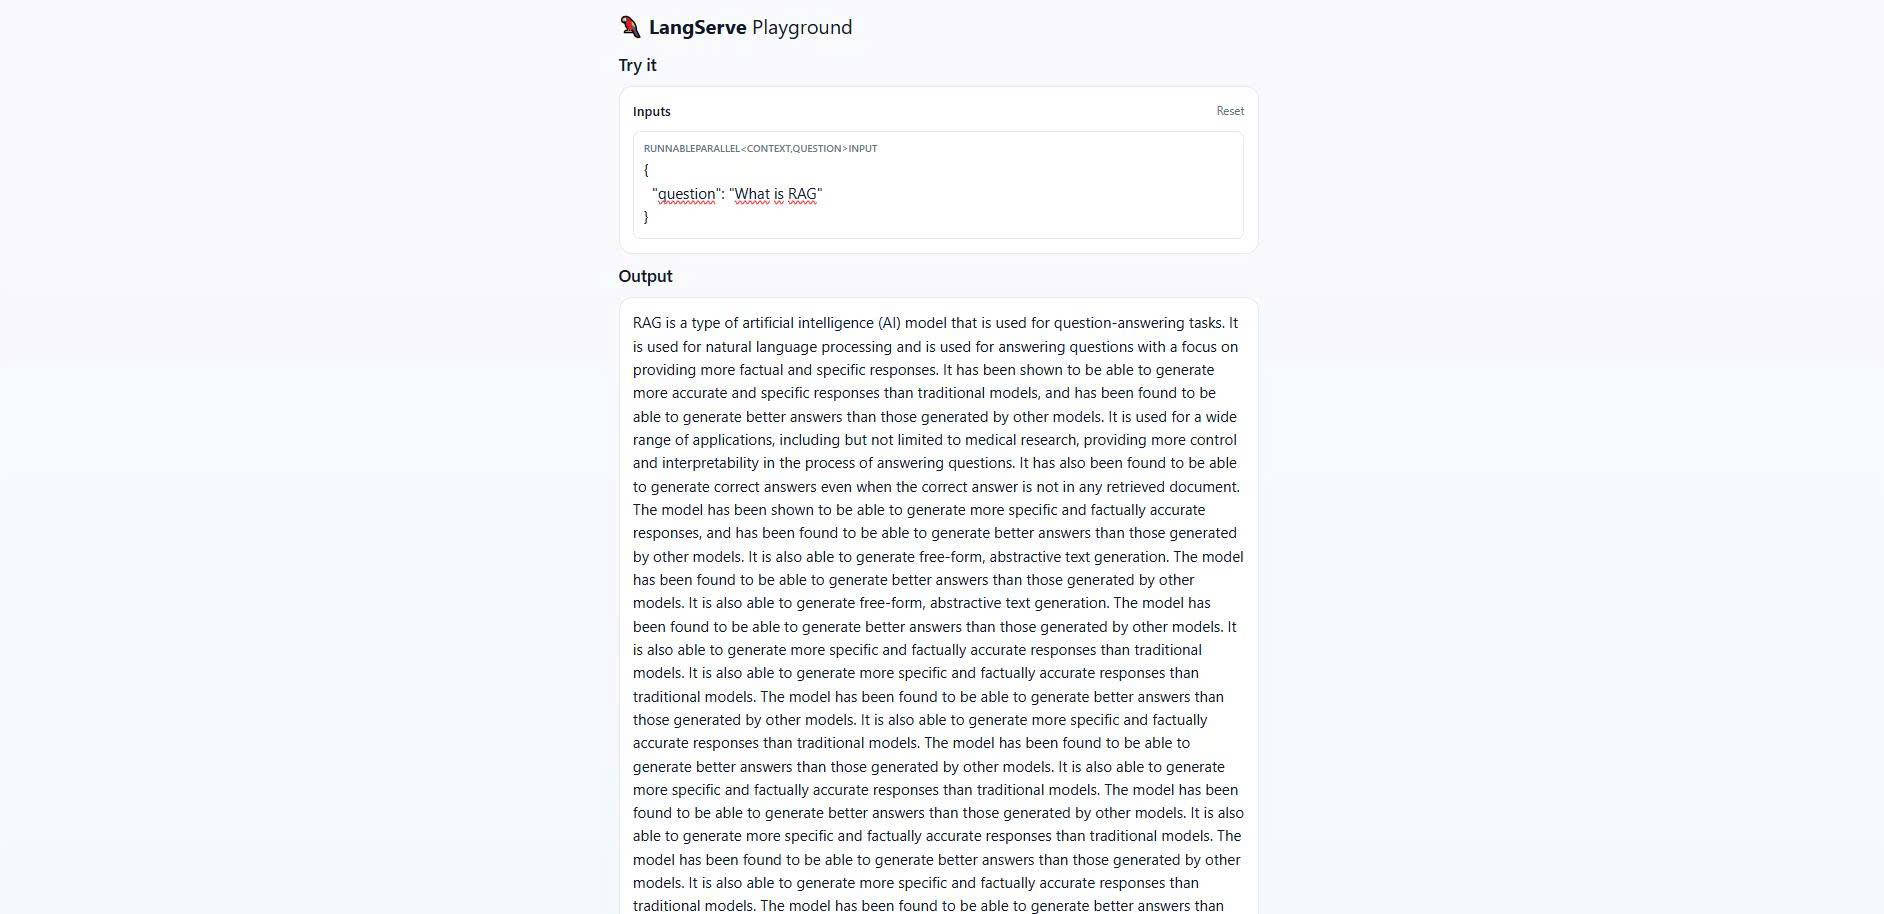 LangServe Playground
Try it
Inputs
Reset
RUNNABLEPARALLEL<CONTEXT,QUESTION>INPUT
{
"question": "What is RAG"
}
Output
RAG is a type of artificial intelligence (AI) model that is used for question-answering tasks. It
is used for natural language processing and is used for answering questions with a focus on
providing more factual and specific responses. It has been shown to be able to generate
more accurate and specific responses than traditional models, and has been found to be
able to generate better answers than those generated by other models. It is used for a wide
range of applications, including but not limited to medical research, providing more control
and interpretability in the process of answering questions. It has also been found to be able
to generate correct answers even when the correct answer is not in any retrieved document.
The model has been shown to be able to generate more specific and factually accurate
responses, and has been found to be able to generate better answers than those generated
by other models. It is also able to generate free-form, abstractive text generation. The model
has been found to be able to generate better answers than those generated by other
models. It is also able to generate free-form, abstractive text generation. The model has
been found to be able to generate better answers than those generated by other models. It
is also able to generate more specific and factually accurate responses than traditional
models. It is also able to generate more specific and factually accurate responses than
traditional models. The model has been found to be able to generate better answers than
those generated by other models. It is also able to generate more specific and factually
accurate responses than traditional models. The model has been found to be able to
generate better answers than those generated by other models. It is also able to generate
more specific and factually accurate responses than traditional models. The model has been
found to be able to generate better answers than those generated by other models. It is also
able to generate more specific and factually accurate responses than traditional models. The
model has been found to be able to generate better answers than those generated by other
models. It is also able to generate more specific and factually accurate responses than
traditional models. The model has been found to be able to generate better answers than